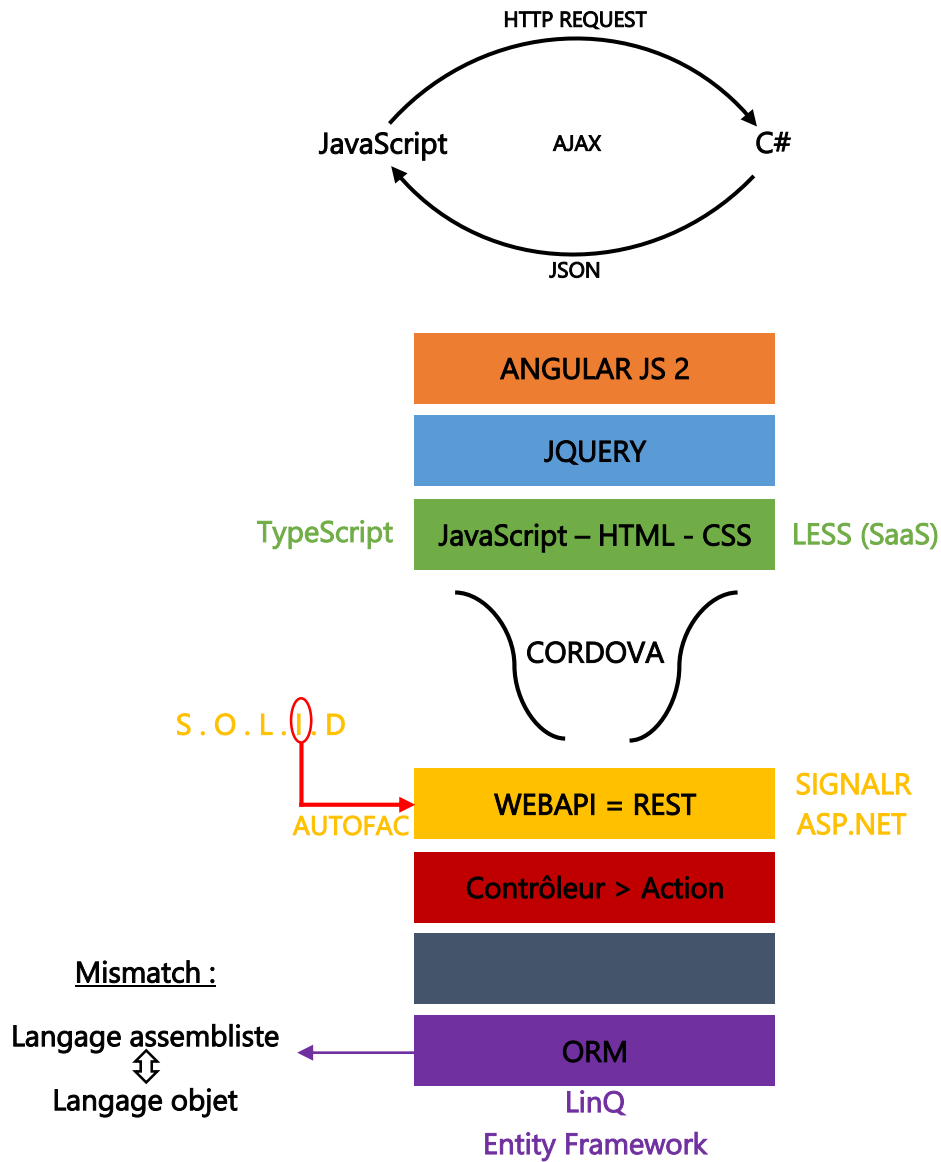 HTTP REQUEST
JavaScript
AJAX
C#
JSON
ANGULAR JS 2
JQUERY
TypeScript
JavaScript – HTML - CSS
LESS (SaaS)
CORDOVA
S . O . L . I . D
WEBAPI = REST
SIGNALR
AUTOFAC
ASP.NET
Contrôleur > Action
Mismatch :
Langage assembliste
ORM
Langage objet
LinQ
Entity Framework